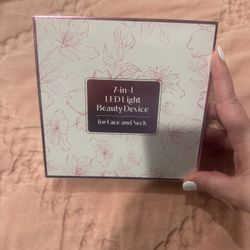 7-in-1
LED Light
Beauty Device
for Face and Neck